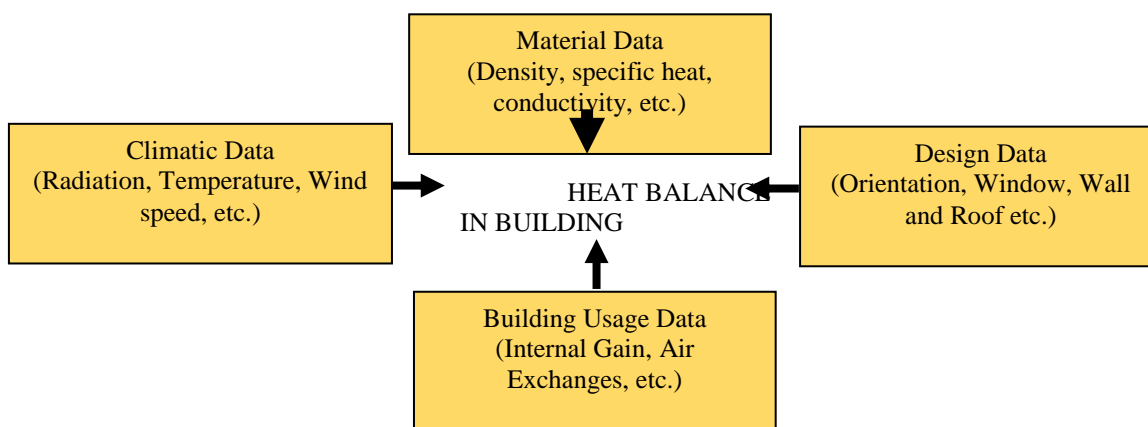 Material Data
(Density, specific heat,
conductivity, etc.)
Climatic Data
(Radiation, Temperature, Wind
speed, etc.)
HEAT BALANCE
IN BUILDING
Design Data
(Orientation, Window, Wall
and Roof etc.)
Building Usage Data
(Internal Gain, Air
Exchanges, etc.)